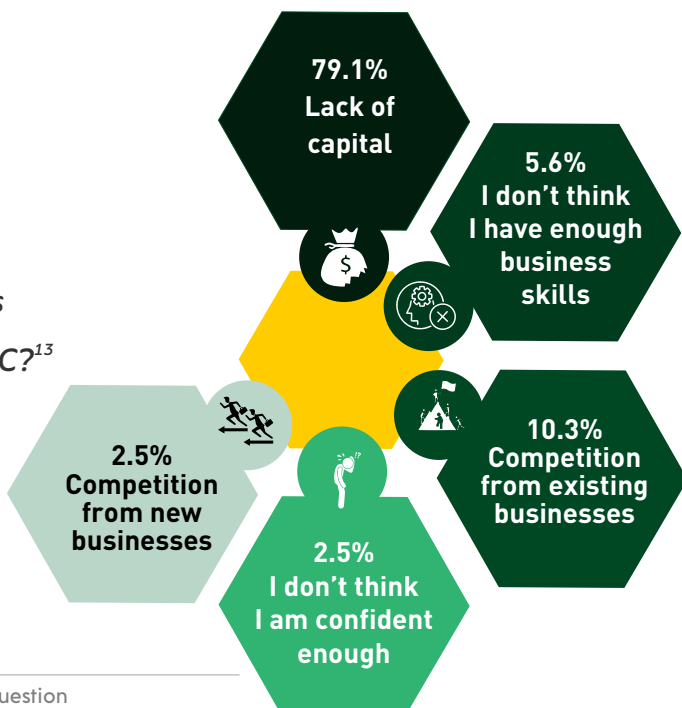 79.1%
Lack of
capital
5.6%
I don't think
I have enough
business
skills
$
s
C?13
10.3%
Competition
from existing
businesses
2.5%
Competition
from new
businesses
!?
2.5%
I don't think
I am confident
enough
uestion